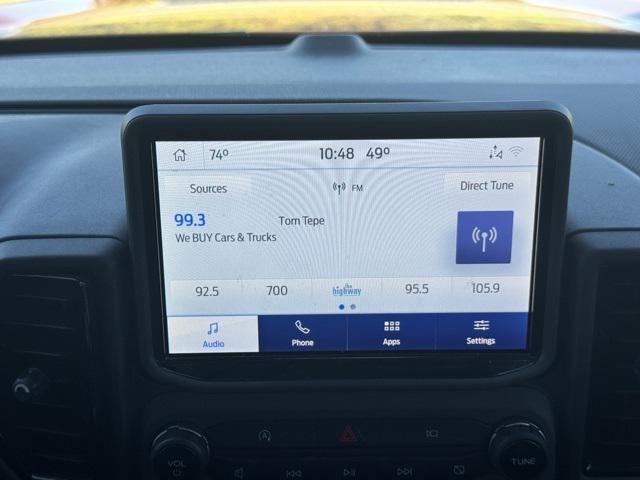 74° 10:48 49°
Sources FM Direct Tune
99.3 Tom Tepe
We BUY Cars & Trucks
92.5 700 the highway 95.5 105.9
Audio Phone Apps Settings
VOL TUNE